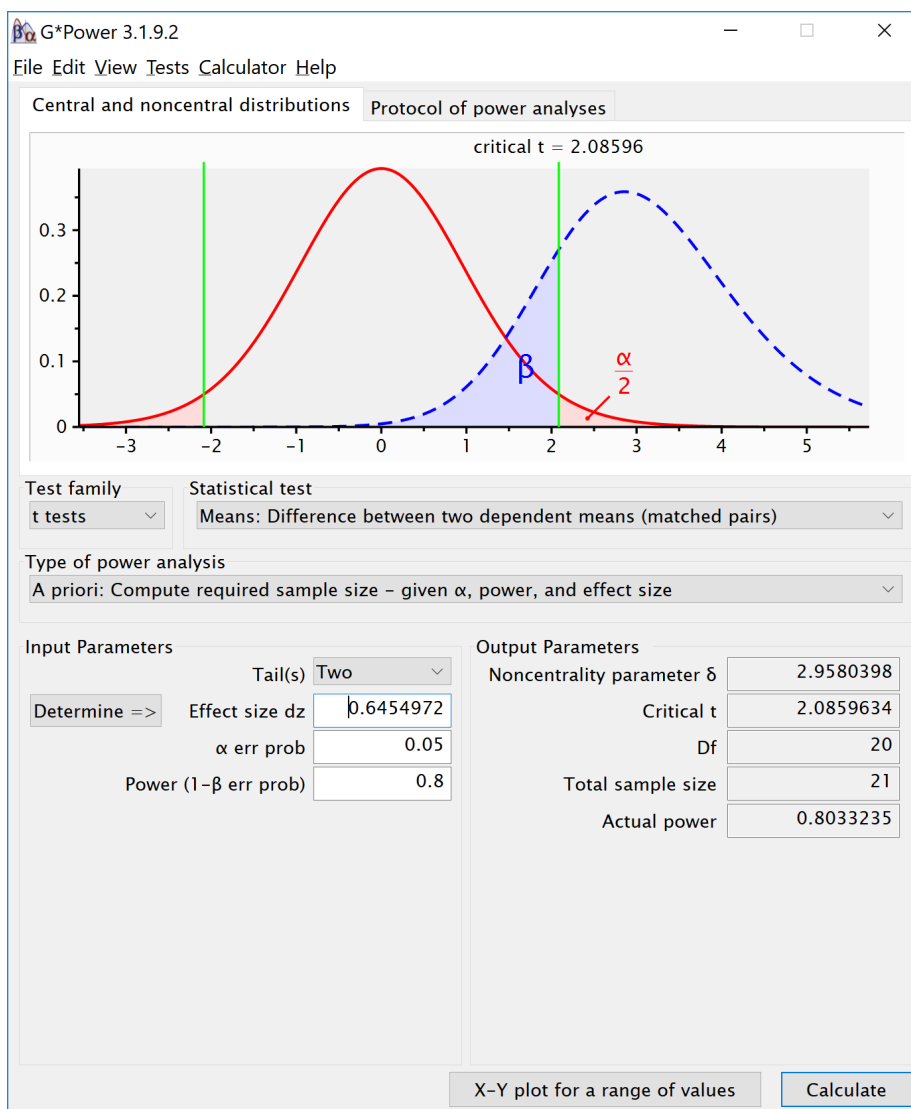 βα G*Power 3.1.9.2
File Edit View Tests Calculator Help
Central and noncentral distributions Protocol of power analyses
critical t = 2.08596
0.3
0.2
0.1
0
β
α
2
-3 -2 -1 0 1 2 3 4 5
Test family Statistical test
t tests Means: Difference between two dependent means (matched pairs)
Type of power analysis
A priori: Compute required sample size – given α, power, and effect size
Input Parameters Output Parameters
Tail(s) Two Noncentrality parameter δ 2.9580398
Determine => Effect size dz 0.6454972 Critical t 2.0859634
α err prob 0.05 Df 20
Power (1–β err prob) 0.8 Total sample size 21
Actual power 0.8033235
X–Y plot for a range of values Calculate